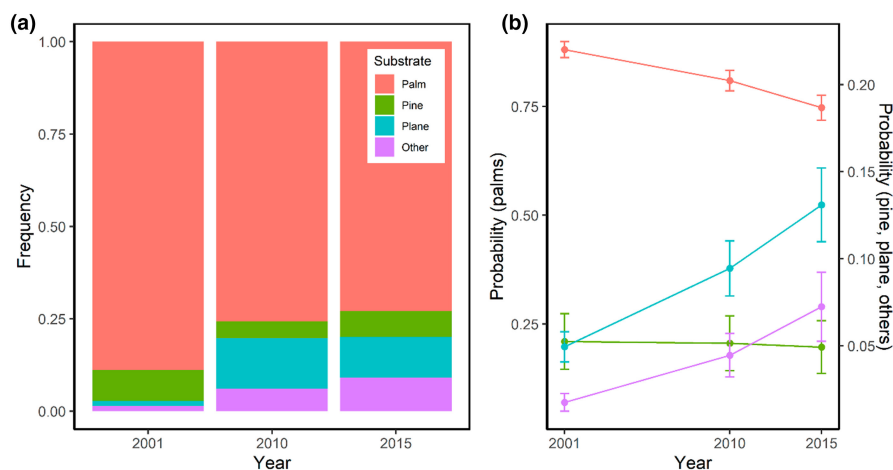 (a)
Frequency
1.00
0.75
0.50
0.25
0.00
Substrate
Palm
Pine
Plane
Other
2001
2010
2015
Year
(b)
Probability (palms)
0.75
0.50
0.25
0.20
0.15
0.10
0.05
Probability (pine, plane, others)
2001
2010
2015
Year